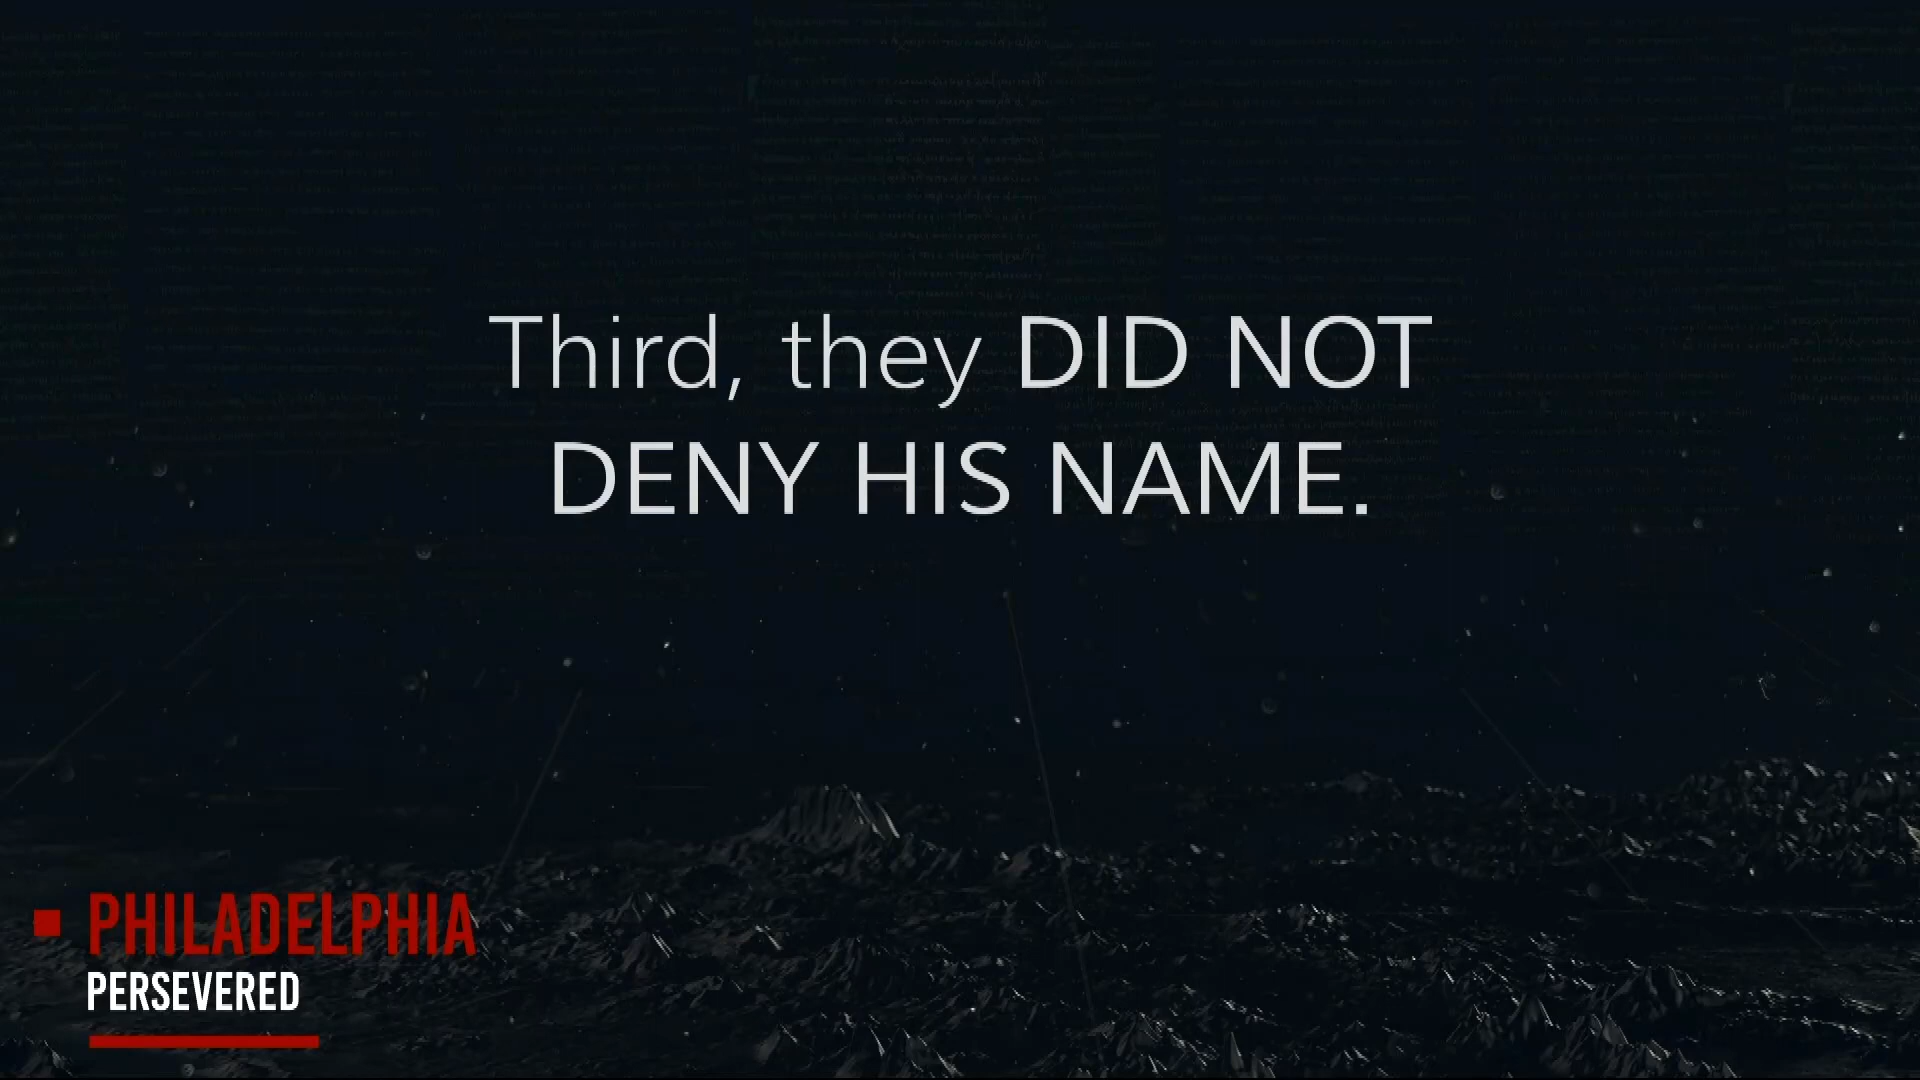 Third, they DID NOT
DENY HIS NAME.
PHILADELPHIA
PERSEVERED